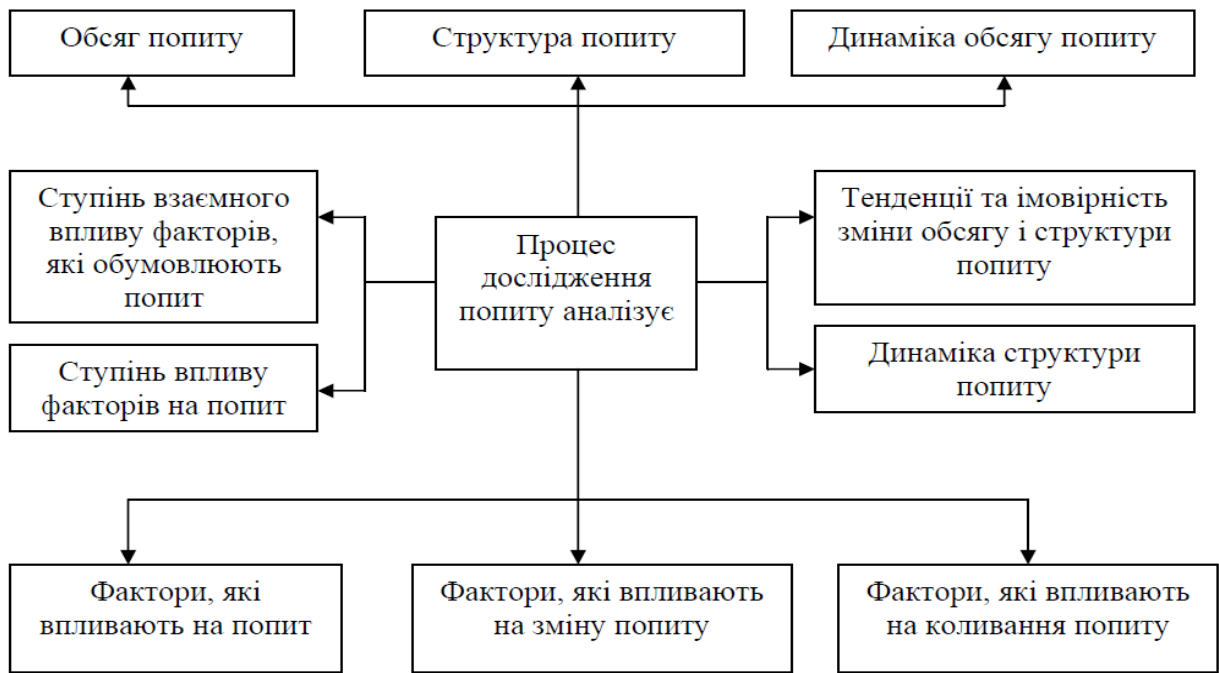 Обсяг попиту
Структура попиту
Динаміка обсягу попиту
Ступінь взаємного
впливу факторів,
які обумовлюють
попит
Процес
дослідження
попиту аналізує
Тенденції та імовірність
зміни обсягу і структури
попиту
Ступінь впливу
факторів на попит
Динаміка структури
попиту
Фактори, які
впливають на попит
Фактори, які впливають
на зміну попиту
Фактори, які впливають
на коливання попиту